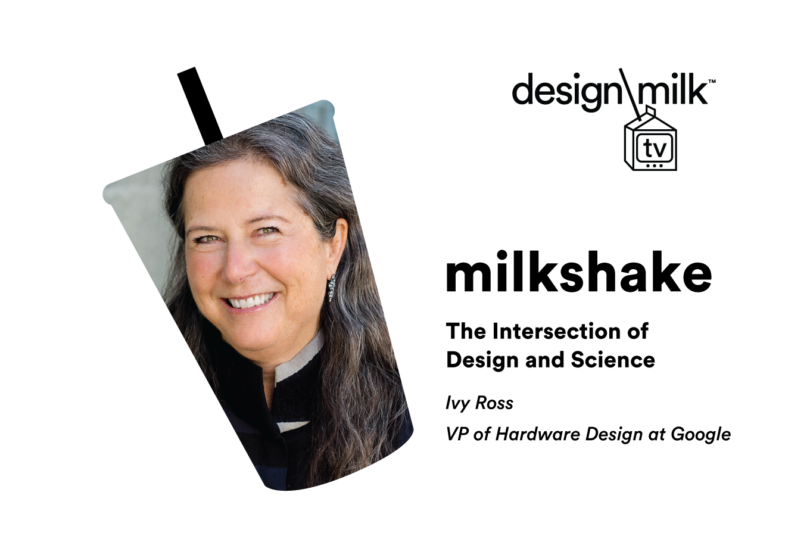 design\milk™
tv
milkshake
The Intersection of
Design and Science
Ivy Ross
VP of Hardware Design at Google